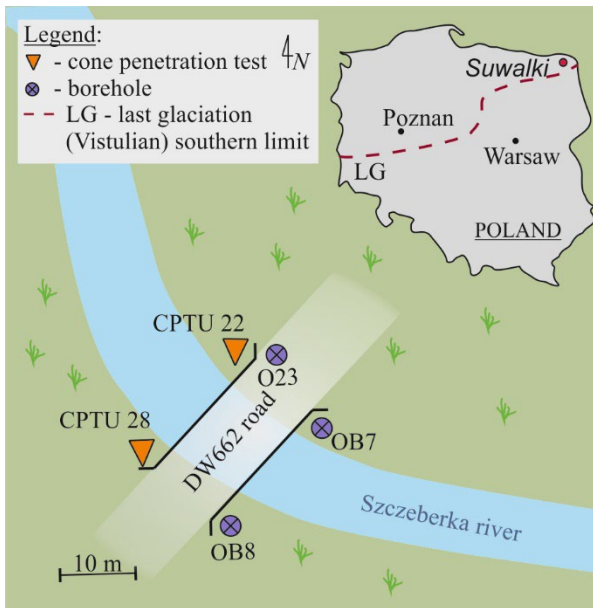 Legend:
- cone penetration test
N
- borehole
LG - last glaciation
(Vistulian) southern limit
Suwalki
Poznan
Warsaw
LG
POLAND
CPTU 22
O23
CPTU 28
DW662 road
OB7
Szczeberka river
OB8
10 m